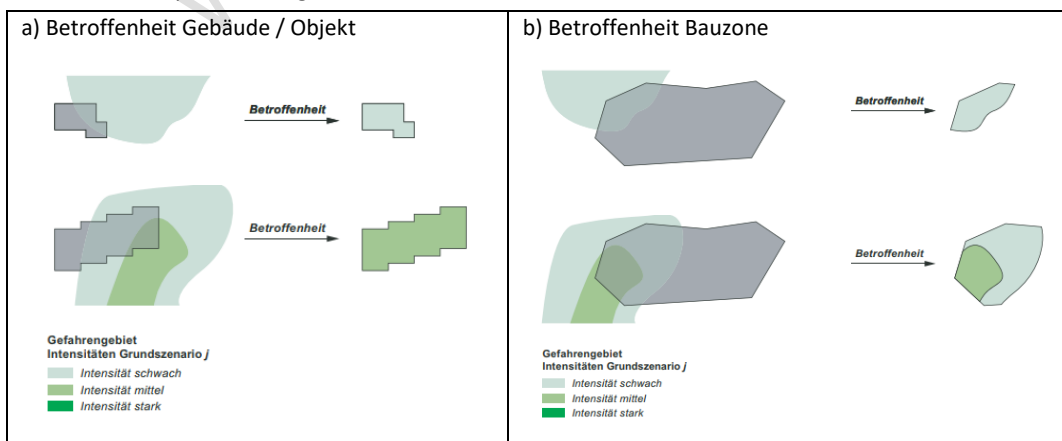 a) Betroffenheit Gebäude / Objekt
Betroffenheit
Betroffenheit
Gefahrengebiet
Intensitäten Grundszenario j
Intensität schwach
Intensität mittel
Intensität stark
b) Betroffenheit Bauzone
Betroffenheit
Betroffenheit
Gefahrengebiet
Intensitäten Grundszenario j
Intensität schwach
Intensität mittel
Intensität stark